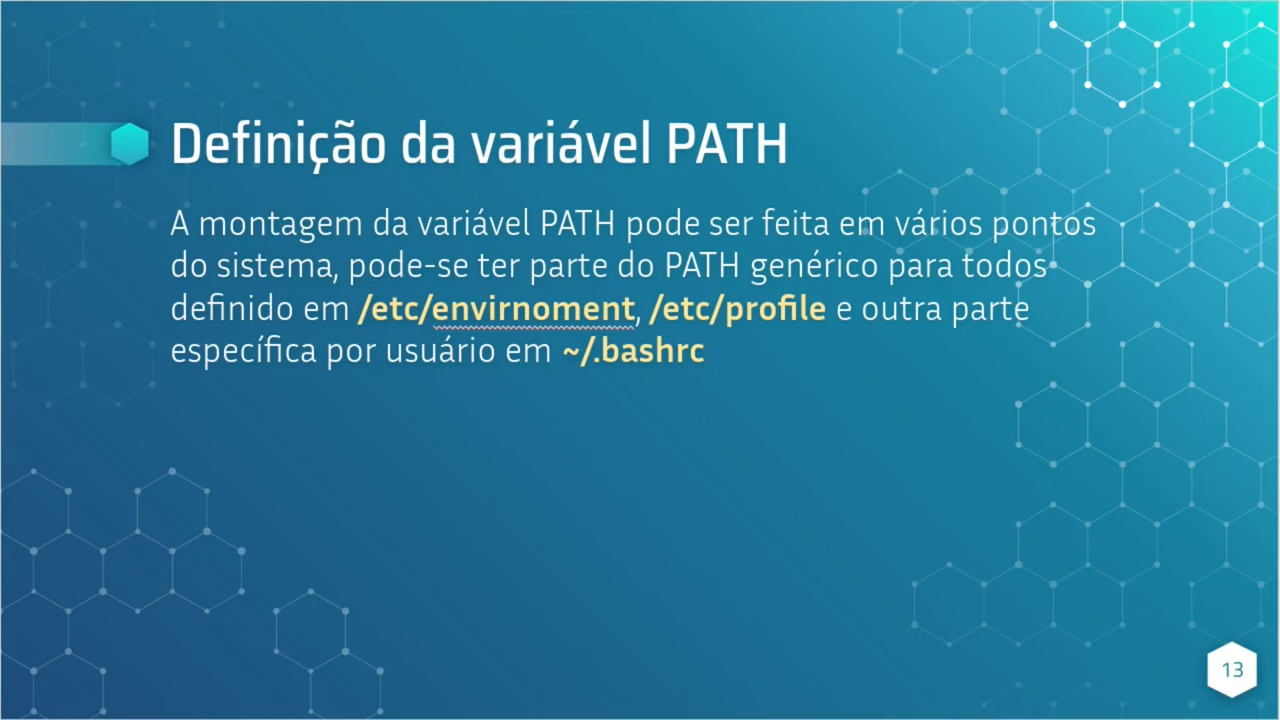 Definição da variável PATH
A montagem da variável PATH pode ser feita em vários pontos
do sistema, pode-se ter parte do PATH genérico para todos
definido em /etc/envirnoment, /etc/profile e outra parte
específica por usuário em ~/.bashrc
13